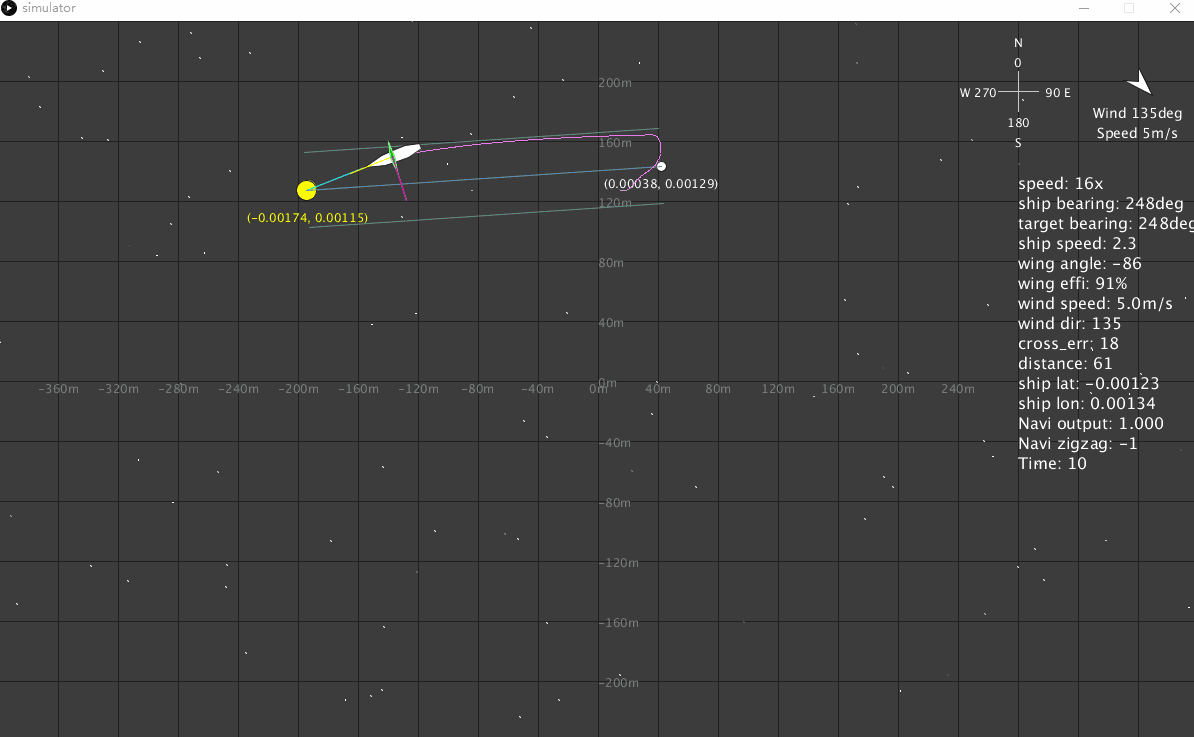 simulator
N
0
W 270
90 E
180
S
Wind 135deg
Speed 5m/s
200m
160m
(0.00038, 0.00129)
120m
(-0.00174, 0.00115)
80m
40m
0m
-360m
-320m
-280m
-240m
-200m
-160m
-120m
-80m
-40m
0m
40m
80m
120m
160m
200m
240m
-40m
-80m
-120m
-160m
-200m
speed: 16x
ship bearing: 248deg
target bearing: 248deg
ship speed: 2.3
wing angle: -86
wing effi: 91%
wind speed: 5.0m/s
wind dir: 135
cross_err: 18
distance: 61
ship lat: -0.00123
ship lon: 0.00134
Navi output: 1.000
Navi zigzag: -1
Time: 10